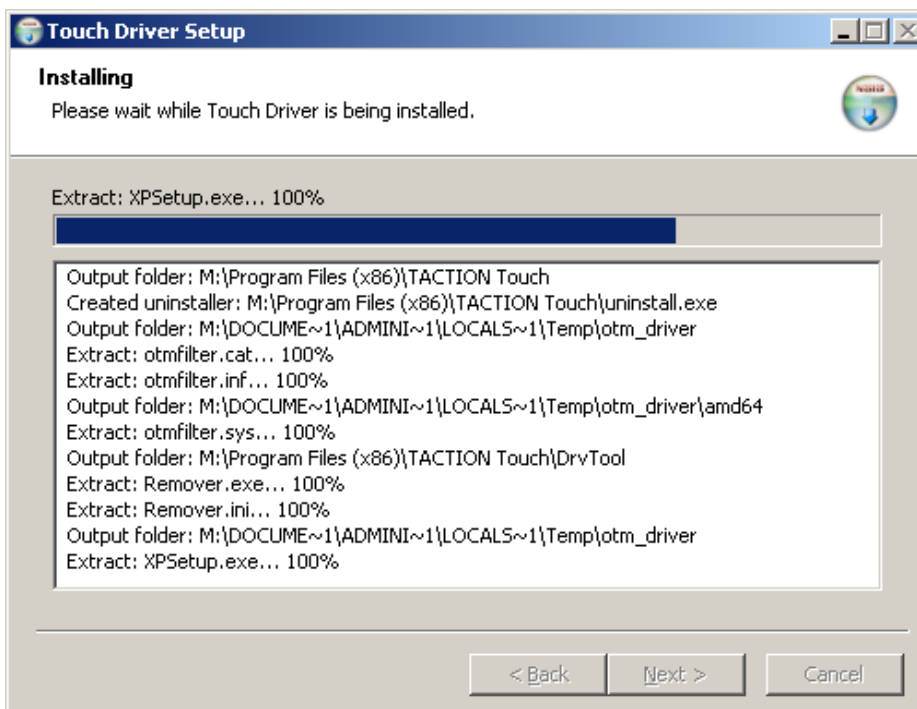 Touch Driver Setup
Installing
Please wait while Touch Driver is being installed.
Extract: XPSetup.exe... 100%
Output folder: M:\Program Files (x86)\TACTION Touch
Created uninstaller: M:\Program Files (x86)\TACTION Touch\uninstall.exe
Output folder: M:\DOCUME~1\ADMINI~1\LOCALS~1\Temp\otm_driver
Extract: otmfilter.cat... 100%
Extract: otmfilter.inf... 100%
Output folder: M:\DOCUME~1\ADMINI~1\LOCALS~1\Temp\otm_driver\amd64
Extract: otmfilter.sys... 100%
Output folder: M:\Program Files (x86)\TACTION Touch\DrvTool
Extract: Remover.exe... 100%
Extract: Remover.ini... 100%
Output folder: M:\DOCUME~1\ADMINI~1\LOCALS~1\Temp\otm_driver
Extract: XPSetup.exe... 100%
< Back Next > Cancel